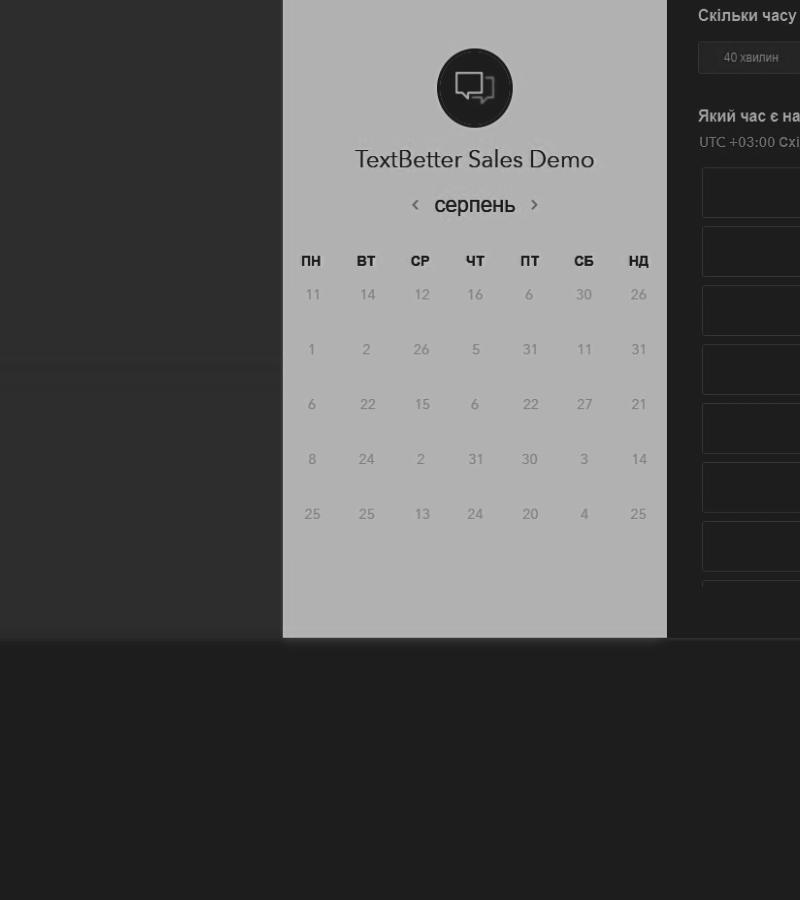 TextBetter Sales Demo
‹ серпень ›
ПН ВТ СР ЧТ ПТ СБ НД
11 14 12 16 6 30 26
1 2 26 5 31 11 31
6 22 15 6 22 27 21
8 24 2 31 30 3 14
25 25 13 24 20 4 25
Скільки часу
40 хвилин
Який час є на
UTC +03:00 Схі